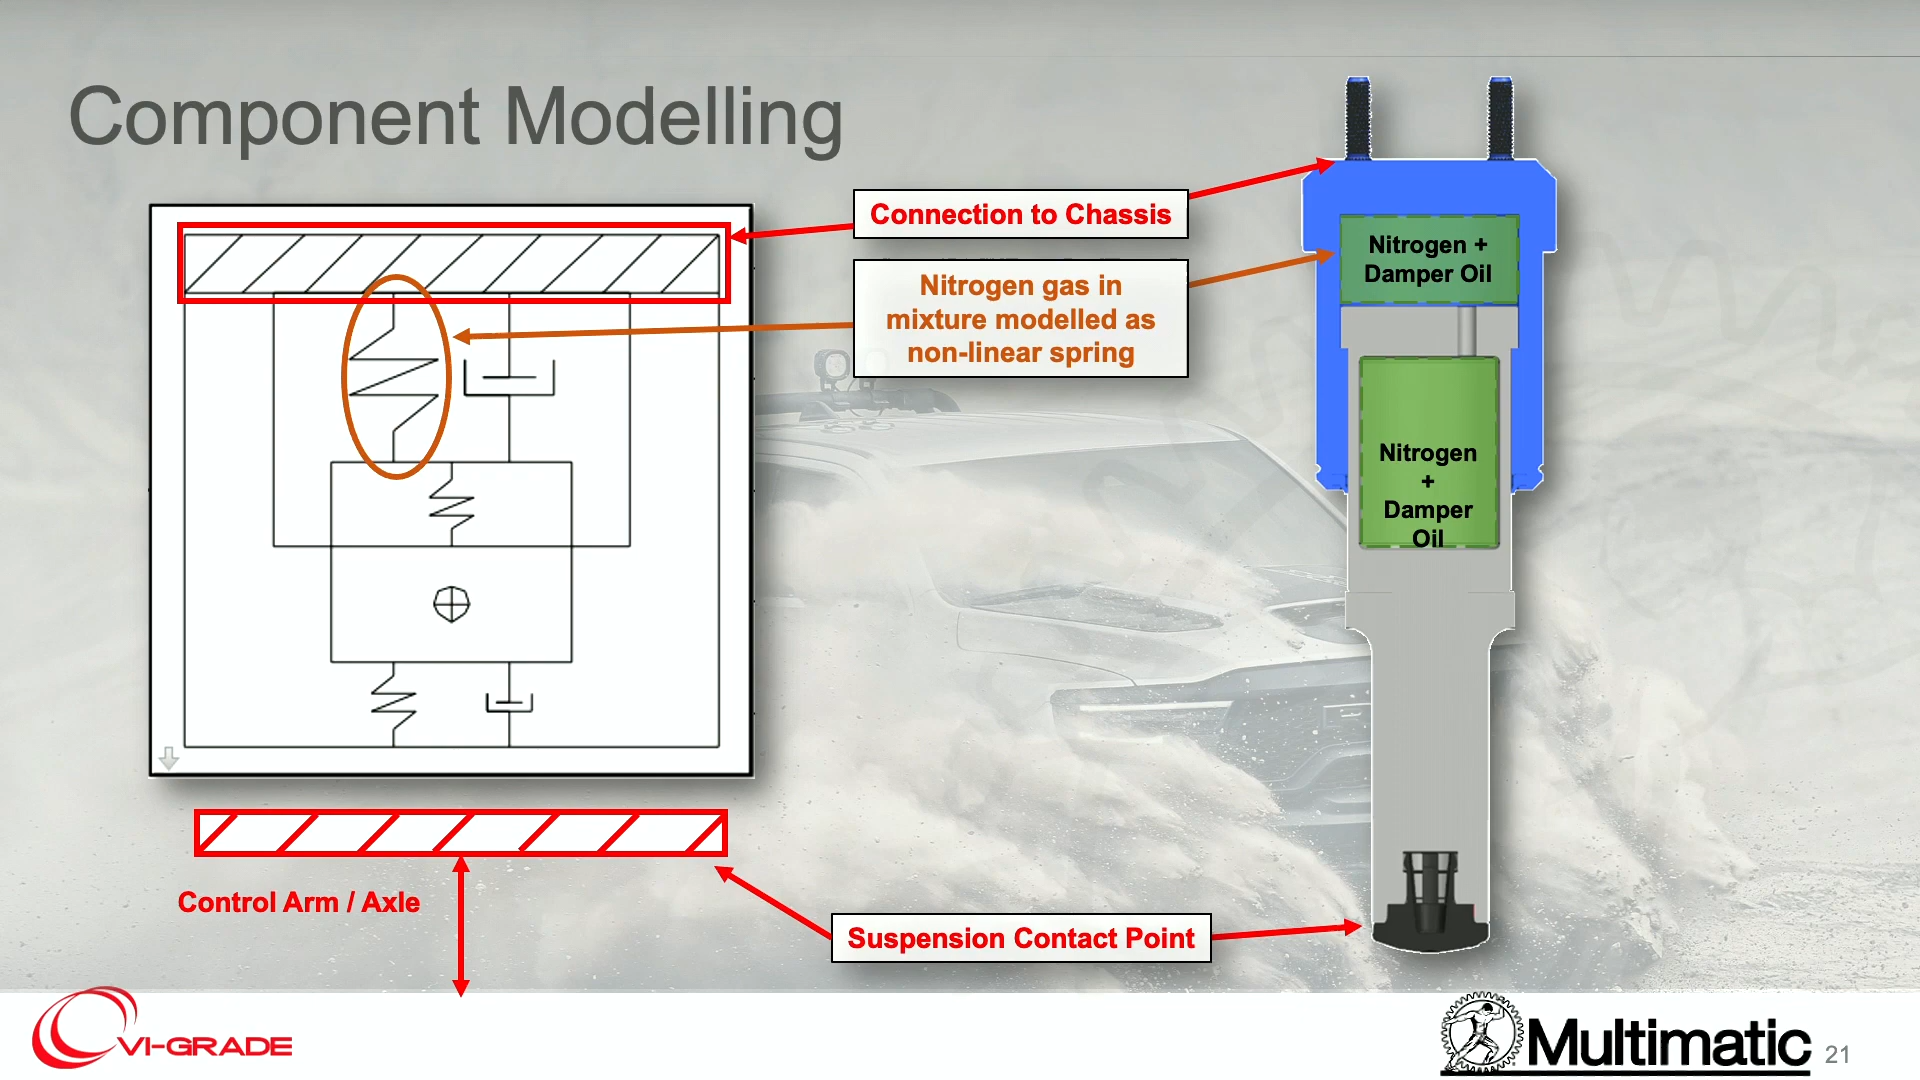 Component Modelling
Connection to Chassis
Nitrogen gas in
mixture modelled as
non-linear spring
Nitrogen +
Damper Oil
Nitrogen
+
Damper
Oil
Control Arm / Axle
Suspension Contact Point
VI-GRADE
Multimatic
21